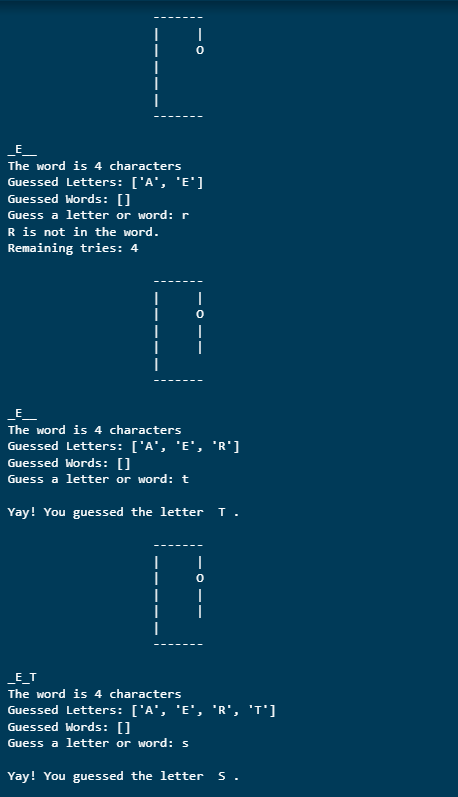 -------
|     |
|     O
|
|
|
-------
_E__
The word is 4 characters
Guessed Letters: ['A', 'E']
Guessed Words: []
Guess a letter or word: r
R is not in the word.
Remaining tries: 4
-------
|     |
|     O
|     |
|     |
|
-------
_E__
The word is 4 characters
Guessed Letters: ['A', 'E', 'R']
Guessed Words: []
Guess a letter or word: t
Yay! You guessed the letter  T .
-------
|     |
|     O
|     |
|     |
|
-------
_E_T
The word is 4 characters
Guessed Letters: ['A', 'E', 'R', 'T']
Guessed Words: []
Guess a letter or word: s
Yay! You guessed the letter  S .